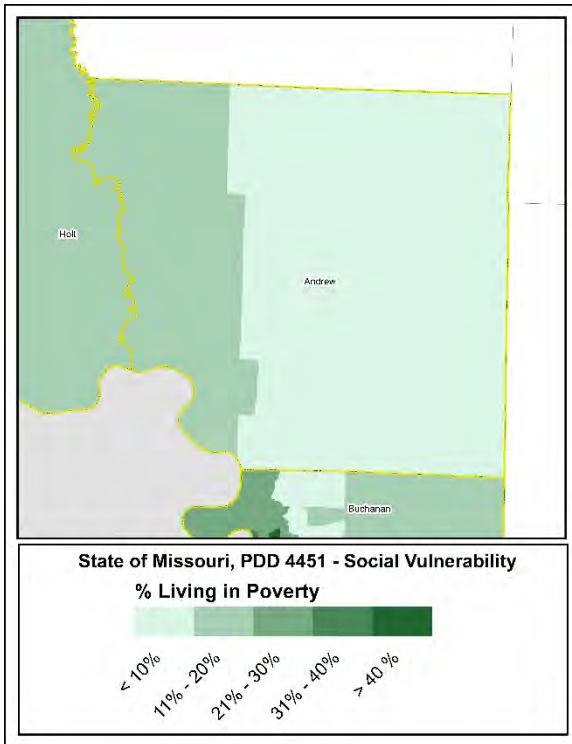 Holt
Andrew
Buchanan
State of Missouri, PDD 4451 - Social Vulnerability
% Living in Poverty
< 10%
11% - 20%
21% - 30%
31% - 40%
> 40 %